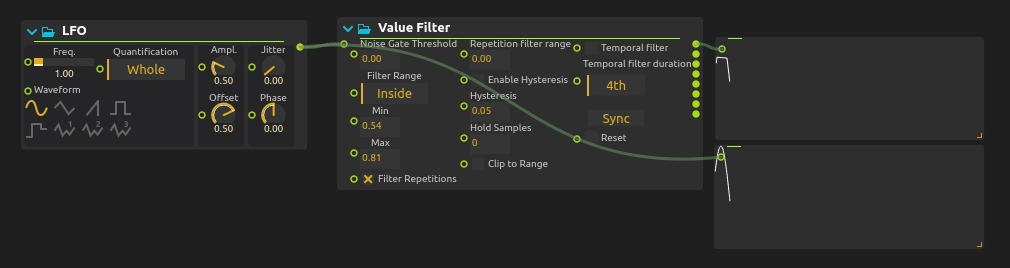 LFO
Freq.
1.00
Quantification
Whole
Waveform
1 2 3
Ampl.
0.50
Offset
0.50
Jitter
0.00
Phase
0.00
Value Filter
Noise Gate Threshold
0.00
Filter Range
Inside
Min
0.54
Max
0.81
Filter Repetitions
Repetition filter range
0.00
Enable Hysteresis
Hysteresis
0.05
Hold Samples
0
Clip to Range
Temporal filter
Temporal filter duration
4th
Sync
Reset